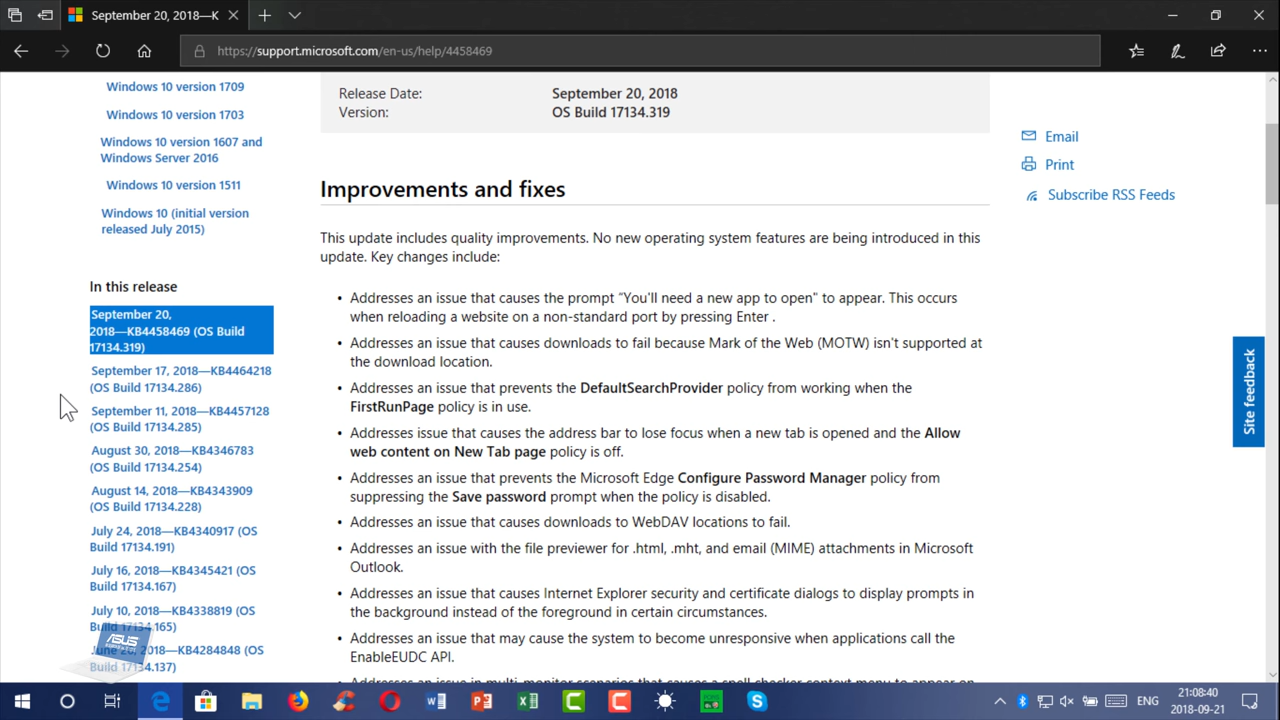 September 20, 2018—K
https://support.microsoft.com/en-us/help/4458469
Windows 10 version 1709
Windows 10 version 1703
Windows 10 version 1607 and
Windows Server 2016
Windows 10 version 1511
Windows 10 (initial version
released July 2015)
In this release
September 20,
2018—KB4458469 (OS Build
17134.319)
September 17, 2018—KB4464218
(OS Build 17134.286)
September 11, 2018—KB4457128
(OS Build 17134.285)
August 30, 2018—KB4346783
(OS Build 17134.254)
August 14, 2018—KB4343909
(OS Build 17134.228)
July 24, 2018—KB4340917 (OS
Build 17134.191)
July 16, 2018—KB4345421 (OS
Build 17134.167)
July 10, 2018—KB4338819 (OS
Build 17134.165)
June 26, 2018—KB4284848 (OS
Build 17134.137)
ASUS
Release Date: September 20, 2018
Version: OS Build 17134.319
Improvements and fixes
This update includes quality improvements. No new operating system features are being introduced in this
update. Key changes include:
• Addresses an issue that causes the prompt “You'll need a new app to open" to appear. This occurs
when reloading a website on a non-standard port by pressing Enter .
• Addresses an issue that causes downloads to fail because Mark of the Web (MOTW) isn't supported at
the download location.
• Addresses an issue that prevents the DefaultSearchProvider policy from working when the
FirstRunPage policy is in use.
• Addresses issue that causes the address bar to lose focus when a new tab is opened and the Allow
web content on New Tab page policy is off.
• Addresses an issue that prevents the Microsoft Edge Configure Password Manager policy from
suppressing the Save password prompt when the policy is disabled.
• Addresses an issue that causes downloads to WebDAV locations to fail.
• Addresses an issue with the file previewer for .html, .mht, and email (MIME) attachments in Microsoft
Outlook.
• Addresses an issue that causes Internet Explorer security and certificate dialogs to display prompts in
the background instead of the foreground in certain circumstances.
• Addresses an issue that may cause the system to become unresponsive when applications call the
EnableEUDC API.
Email
Print
Subscribe RSS Feeds
Site feedback
ENG
21:08:40
2018-09-21